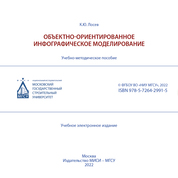 К.Ю. Лосев
ОБЪЕКТНО-ОРИЕНТИРОВАННОЕ
ИНФОГРАФИЧЕСКОЕ МОДЕЛИРОВАНИЕ
Учебно-методическое пособие
МОСКОВСКИЙ
ГОСУДАРСТВЕННЫЙ
СТРОИТЕЛЬНЫЙ
УНИВЕРСИТЕТ
© ФГБОУ ВО «НИУ МГСУ», 2022
ISBN 978-5-7264-2991-5
Учебное электронное издание
Москва
Издательство МИСИ – МГСУ
2022